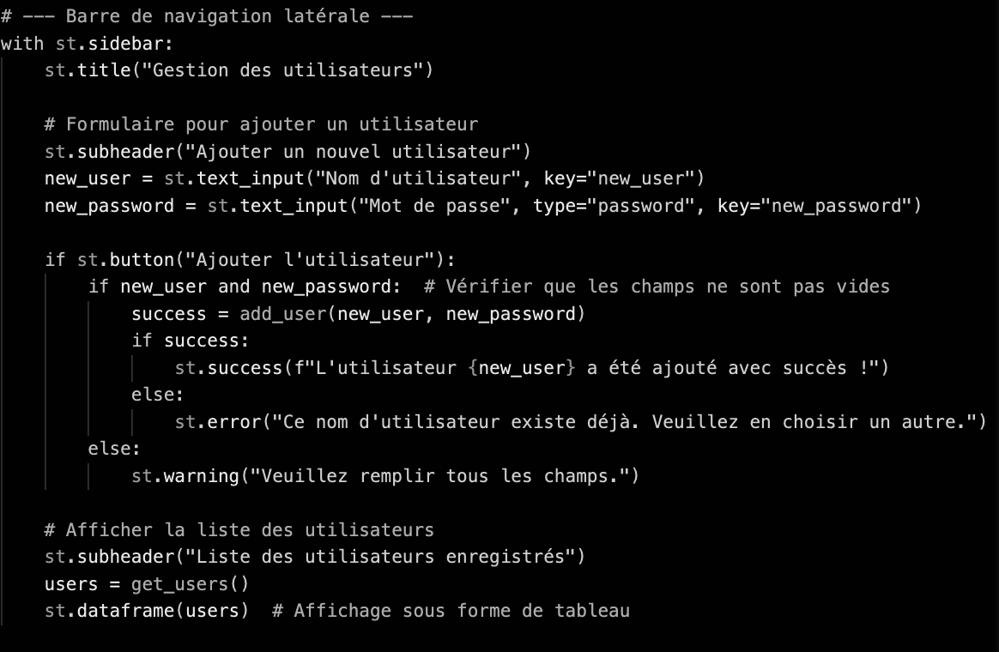 # --- Barre de navigation latérale ---
with st.sidebar:
    st.title("Gestion des utilisateurs")

    # Formulaire pour ajouter un utilisateur
    st.subheader("Ajouter un nouvel utilisateur")
    new_user = st.text_input("Nom d'utilisateur", key="new_user")
    new_password = st.text_input("Mot de passe", type="password", key="new_password")

    if st.button("Ajouter l'utilisateur"):
        if new_user and new_password:  # Vérifier que les champs ne sont pas vides
            success = add_user(new_user, new_password)
            if success:
                st.success(f"L'utilisateur {new_user} a été ajouté avec succès !")
            else:
                st.error("Ce nom d'utilisateur existe déjà. Veuillez en choisir un autre.")
        else:
            st.warning("Veuillez remplir tous les champs.")

    # Afficher la liste des utilisateurs
    st.subheader("Liste des utilisateurs enregistrés")
    users = get_users()
    st.dataframe(users)  # Affichage sous forme de tableau